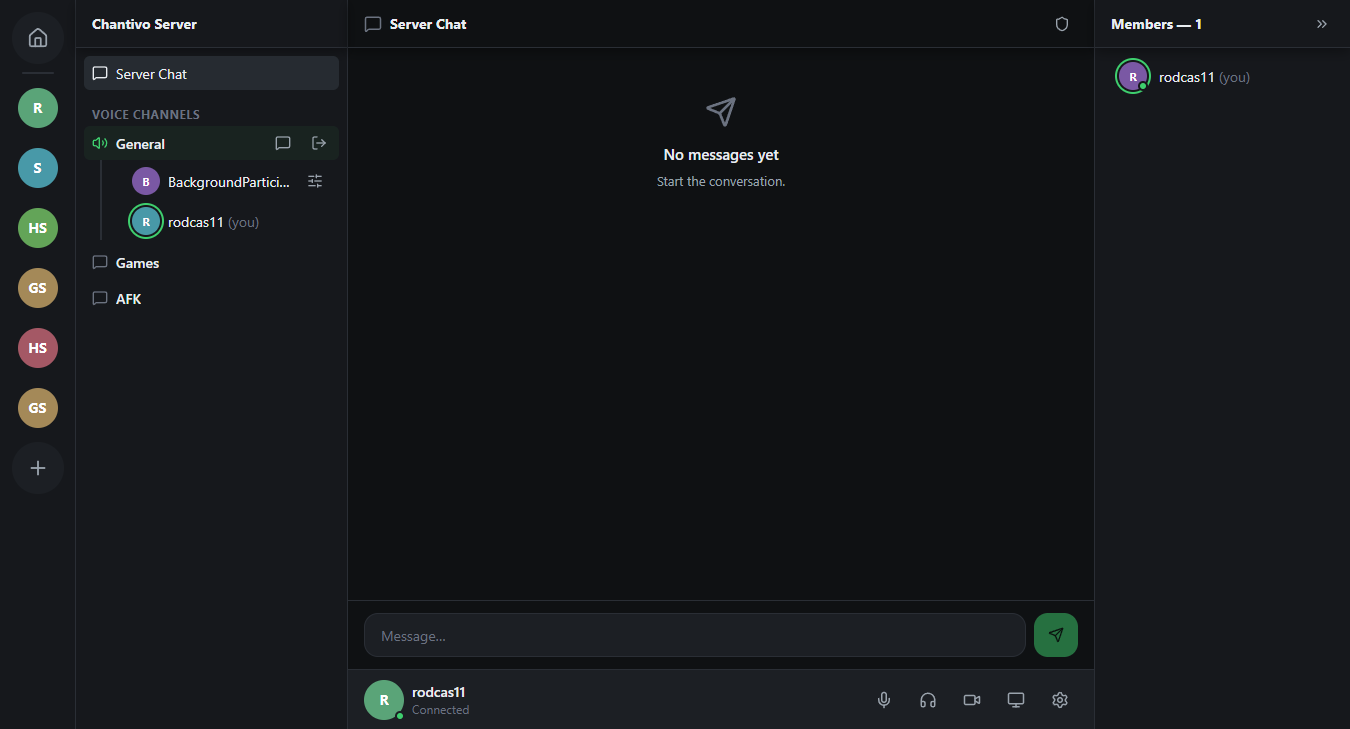 Chantivo Server
Server Chat
Members — 1
R
S
HS
GS
HS
GS
Server Chat
VOICE CHANNELS
General
B
BackgroundPartici...
R
rodcas11 (you)
Games
AFK
No messages yet
Start the conversation.
Message...
R
rodcas11
Connected
R
rodcas11 (you)